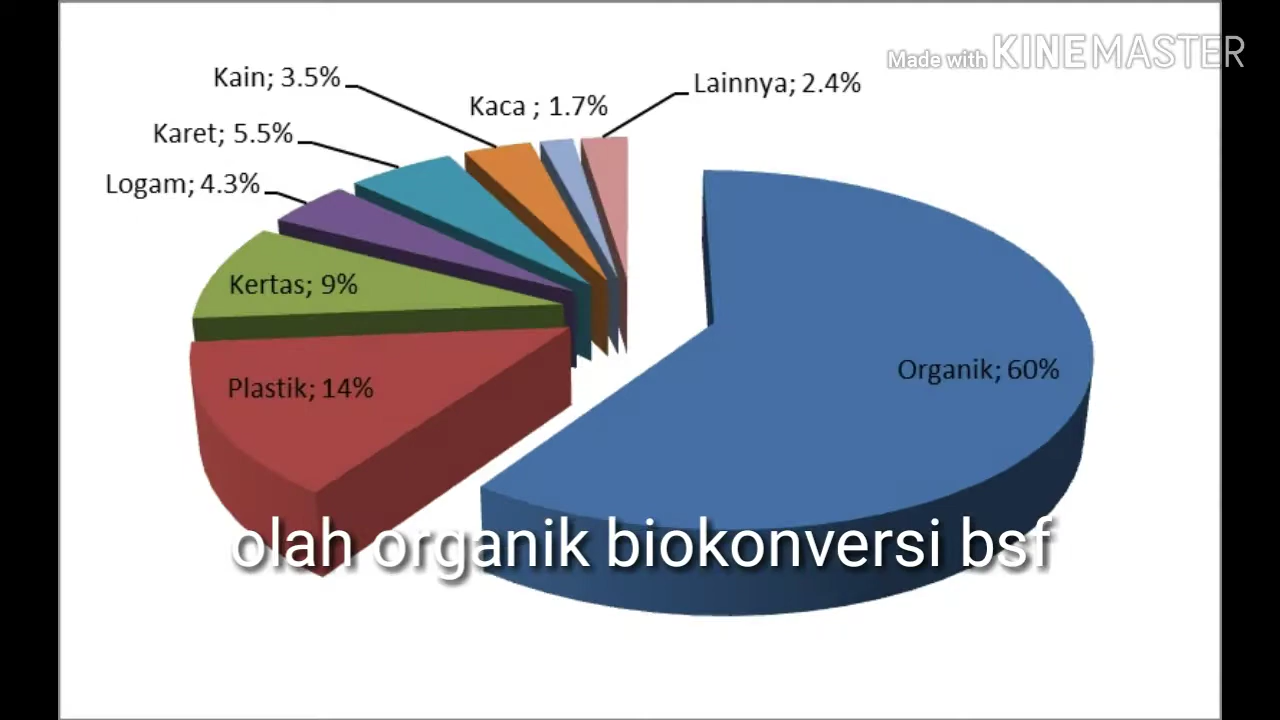 Made with KINEMASTER
Kain; 3.5%
Lainnya; 2.4%
Kaca ; 1.7%
Karet; 5.5%
Logam; 4.3%
Kertas; 9%
Organik; 60%
Plastik; 14%
olah organik biokonversi bsf